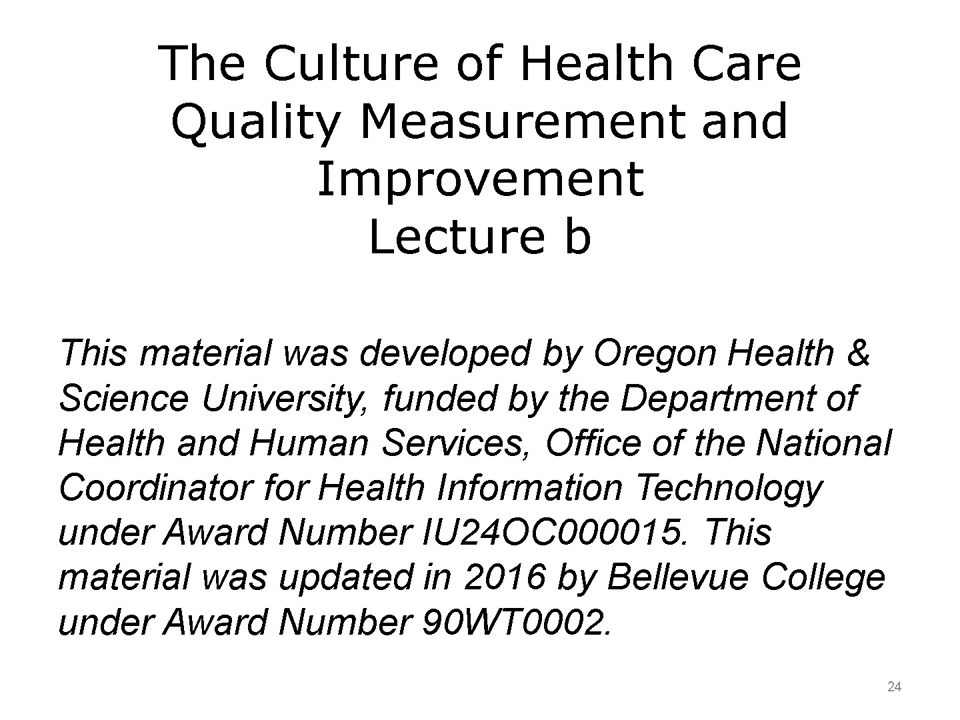 The Culture of Health Care
Quality Measurement and
Improvement
Lecture b
This material was developed by Oregon Health &
Science University, funded by the Department of
Health and Human Services, Office of the National
Coordinator for Health Information Technology
under Award Number IU24OC000015. This
material was updated in 2016 by Bellevue College
under Award Number 90WT0002.
24